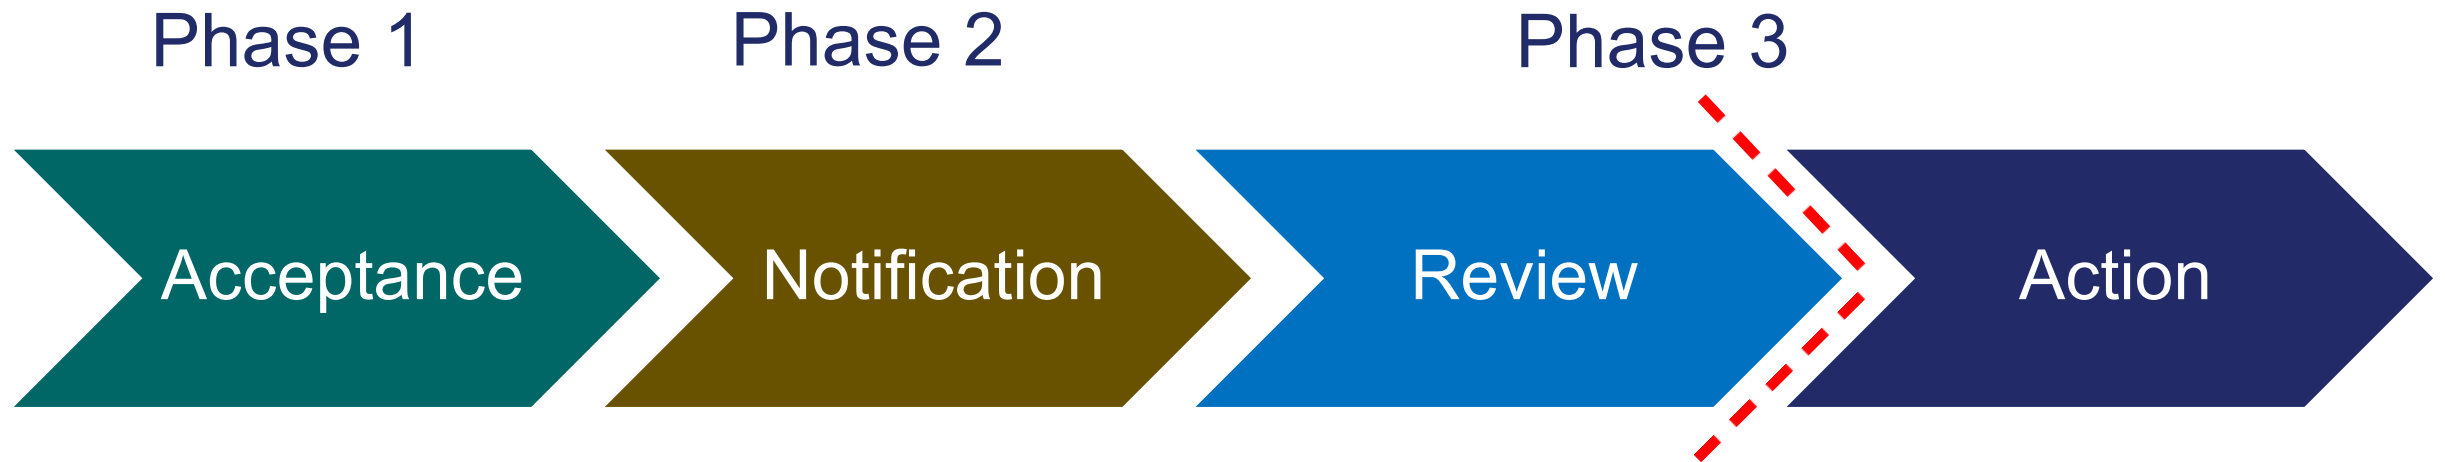 Phase 1 Phase 2 Phase 3
Acceptance Notification Review Action